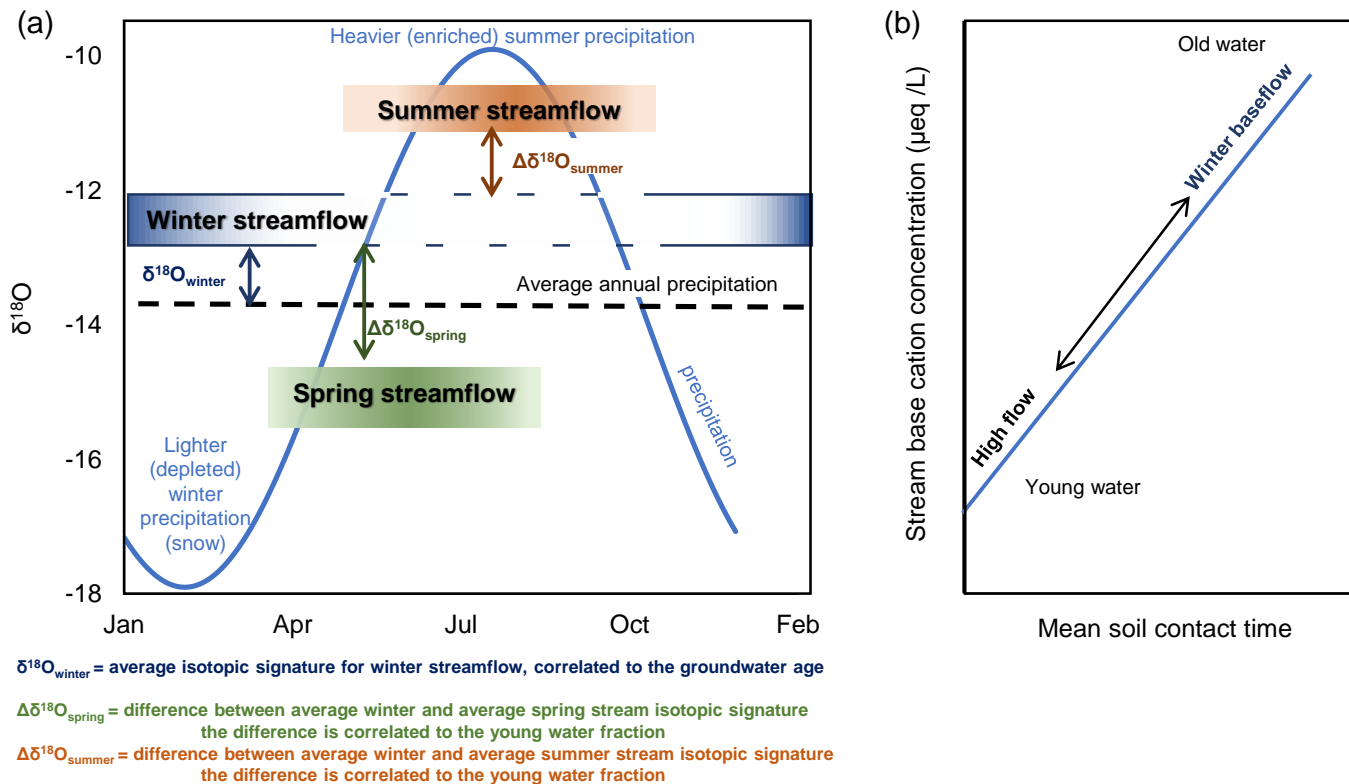 (a)
Heavier (enriched) summer precipitation
-10
Summer streamflow
Δδ¹⁸Osummer
-12
Winter streamflow
δ¹⁸Owinter
Average annual precipitation
δ¹⁸O
-14
Δδ¹⁸Ospring
Spring streamflow
precipitation
-16
Lighter
(depleted)
winter
precipitation
(snow)
-18
Jan
Apr
Jul
Oct
Feb
δ¹⁸Owinter = average isotopic signature for winter streamflow, correlated to the groundwater age
Δδ¹⁸Ospring = difference between average winter and average spring stream isotopic signature
the difference is correlated to the young water fraction
Δδ¹⁸Osummer = difference between average winter and average summer stream isotopic signature
the difference is correlated to the young water fraction
(b)
Stream base cation concentration (µeq /L)
Old water
Winter baseflow
High flow
Young water
Mean soil contact time